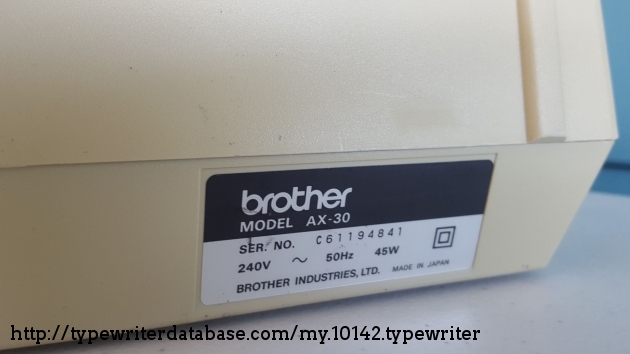 brother
MODEL AX-30
SER. NO. C61194841
240V ~ 50Hz 45W
BROTHER INDUSTRIES, LTD. MADE IN JAPAN
http://typewriterdatabase.com/my.10142.typewriter